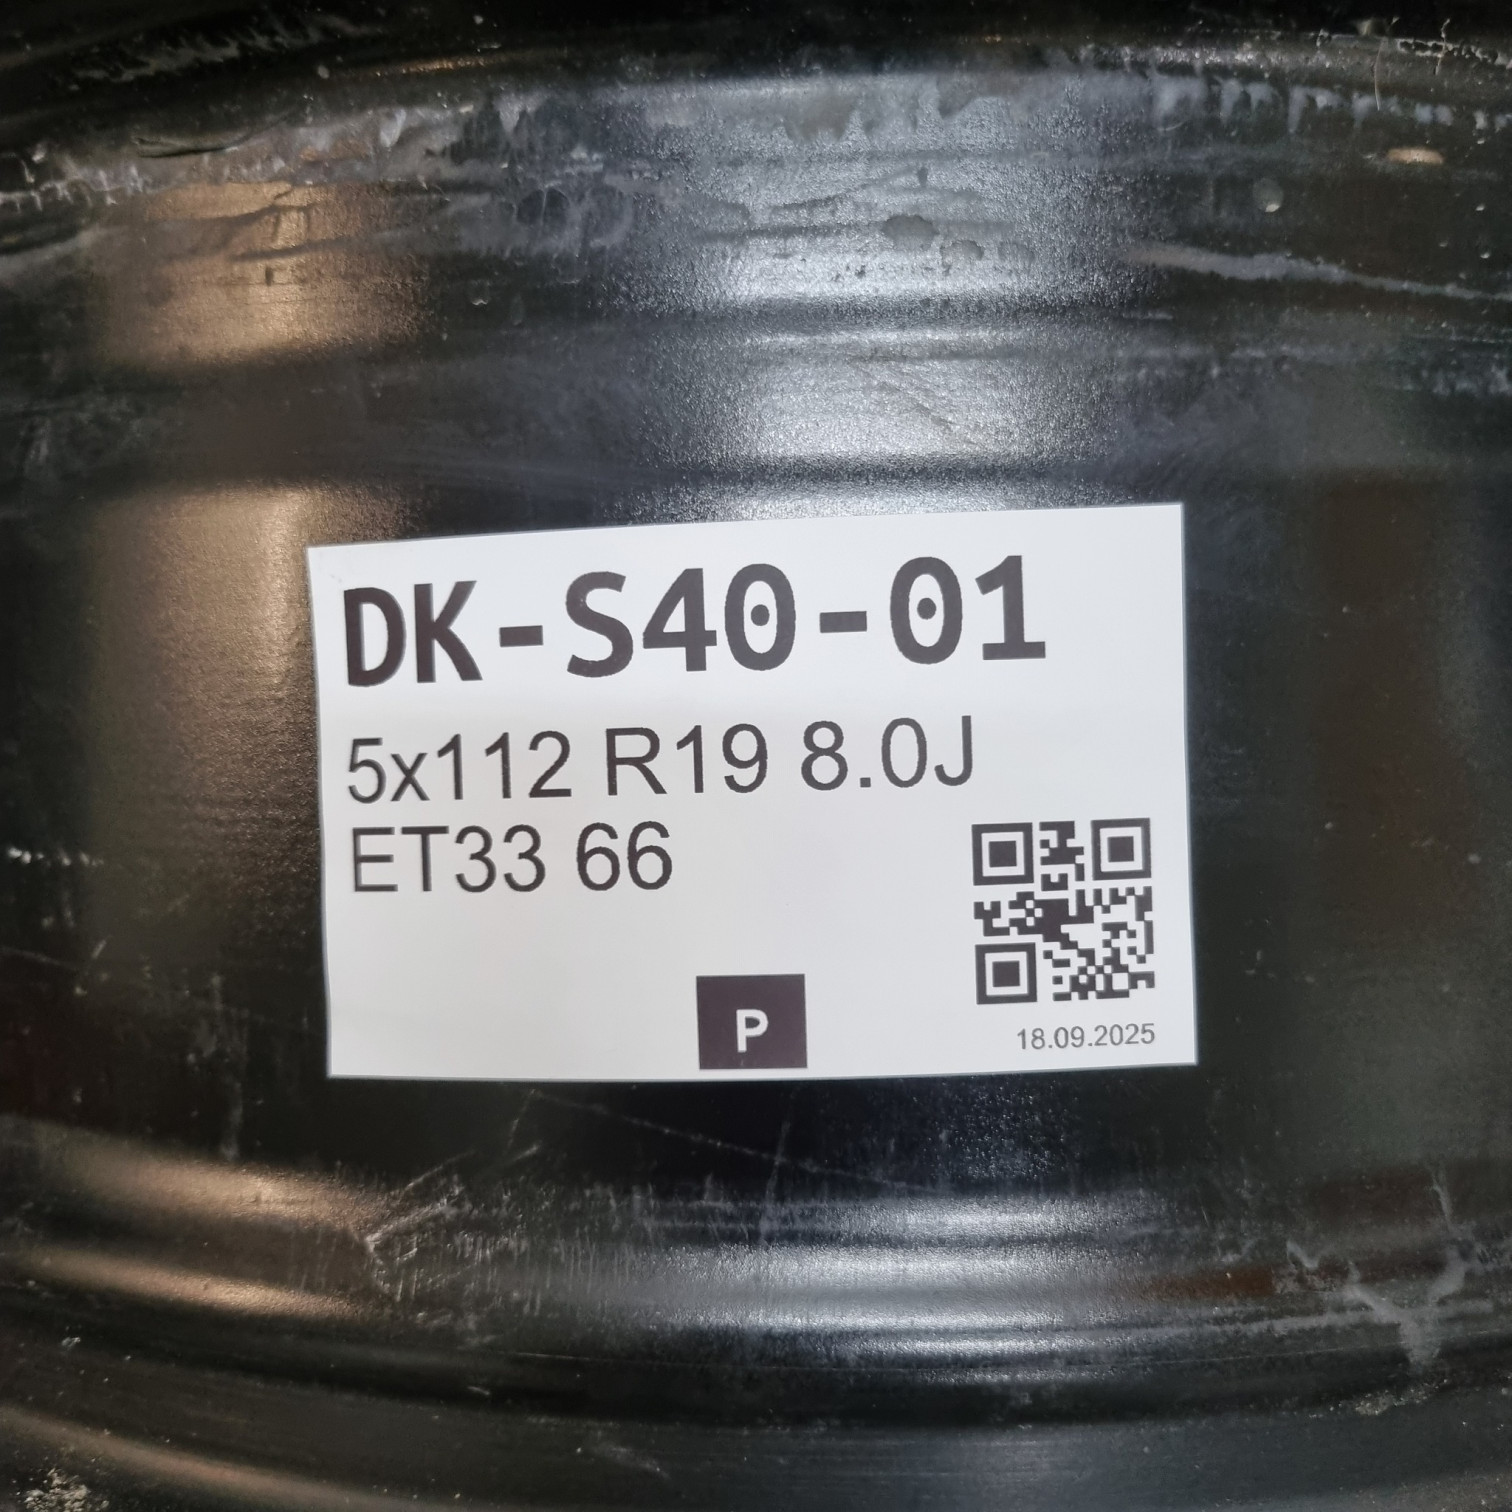 DK-S40-01
5x112 R19 8.0J
ET33 66
P
18.09.2025